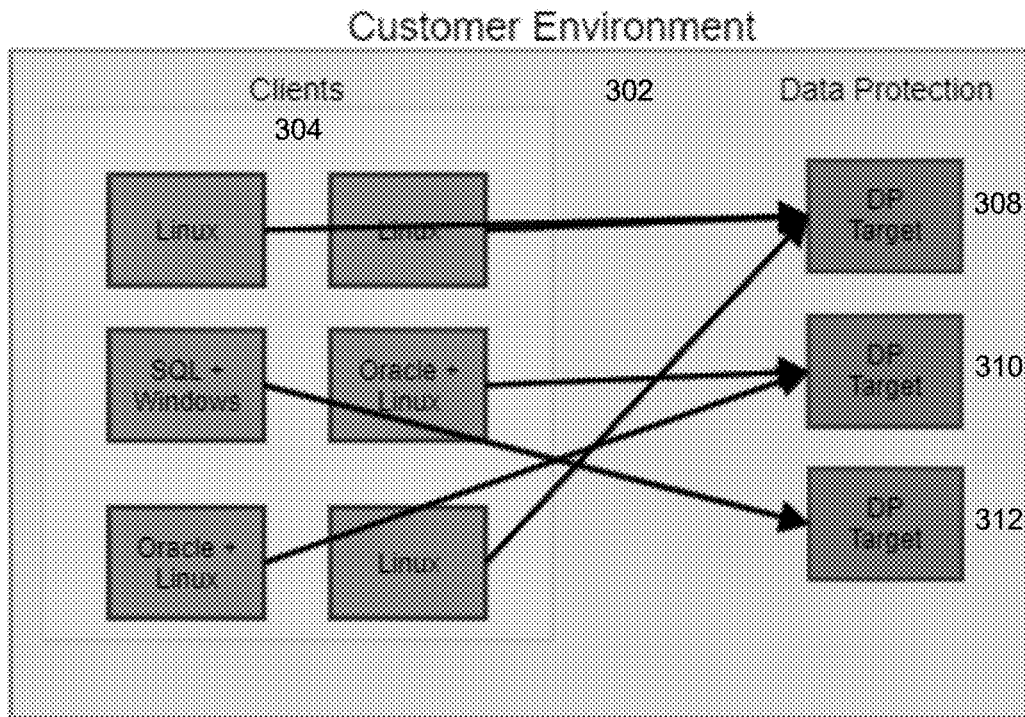 Customer Environment
Clients
302
Data Protection
304
Linux
Linux
DP
Target
308
SQL +
Windows
Oracle +
Linux
DP
Target
310
Oracle +
Linux
Linux
DP
Target
312